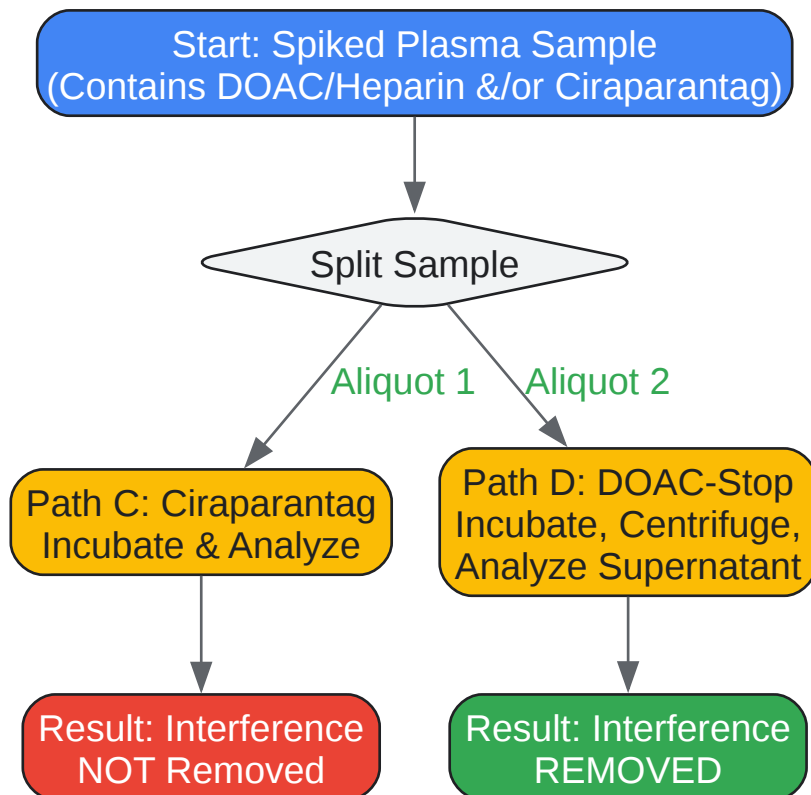 Start: Spiked Plasma Sample
(Contains DOAC/Heparin &/or Ciraparantag)
Split Sample
Aliquot 1
Aliquot 2
Path C: Ciraparantag
Incubate & Analyze
Path D: DOAC-Stop
Incubate, Centrifuge,
Analyze Supernatant
Result: Interference
NOT Removed
Result: Interference
REMOVED